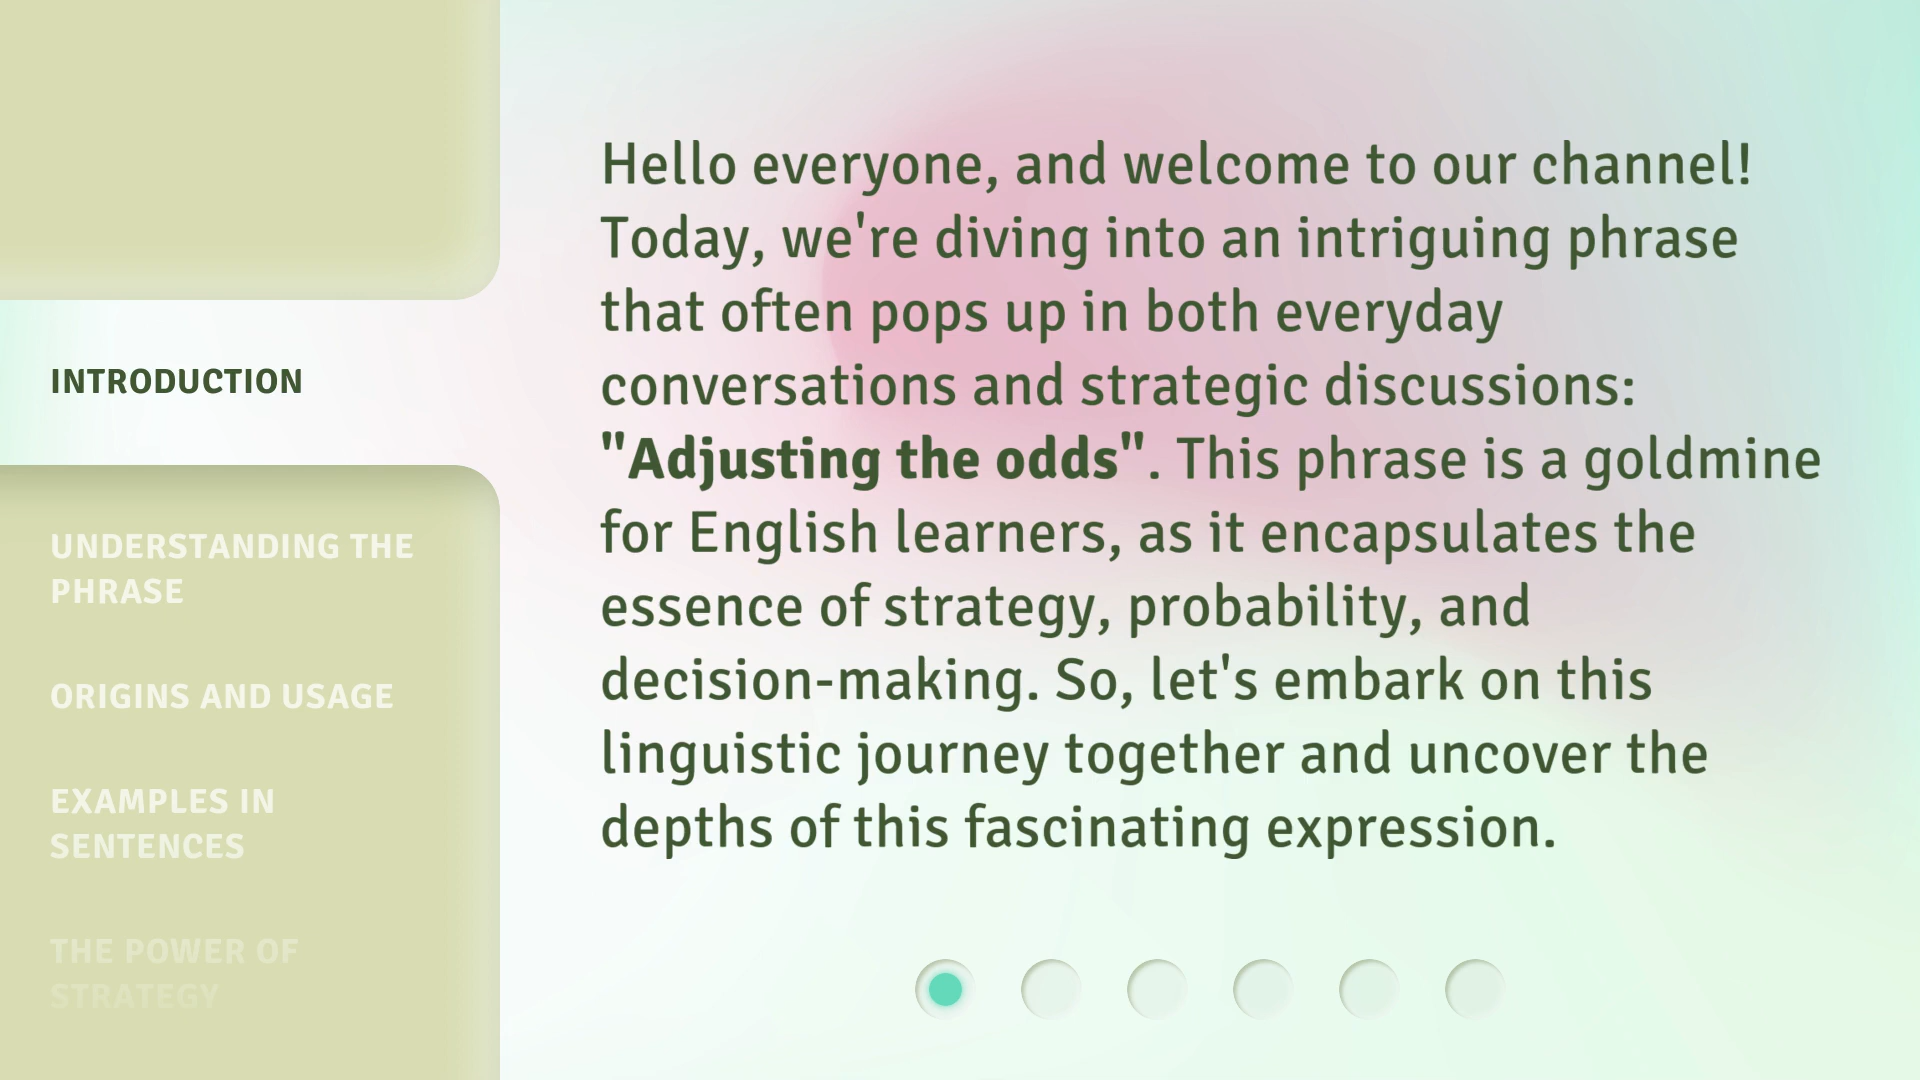 INTRODUCTION
UNDERSTANDING THE
PHRASE
ORIGINS AND USAGE
EXAMPLES IN
SENTENCES
THE POWER OF
STRATEGY
Hello everyone, and welcome to our channel!
Today, we're diving into an intriguing phrase
that often pops up in both everyday
conversations and strategic discussions:
"Adjusting the odds". This phrase is a goldmine
for English learners, as it encapsulates the
essence of strategy, probability, and
decision-making. So, let's embark on this
linguistic journey together and uncover the
depths of this fascinating expression.